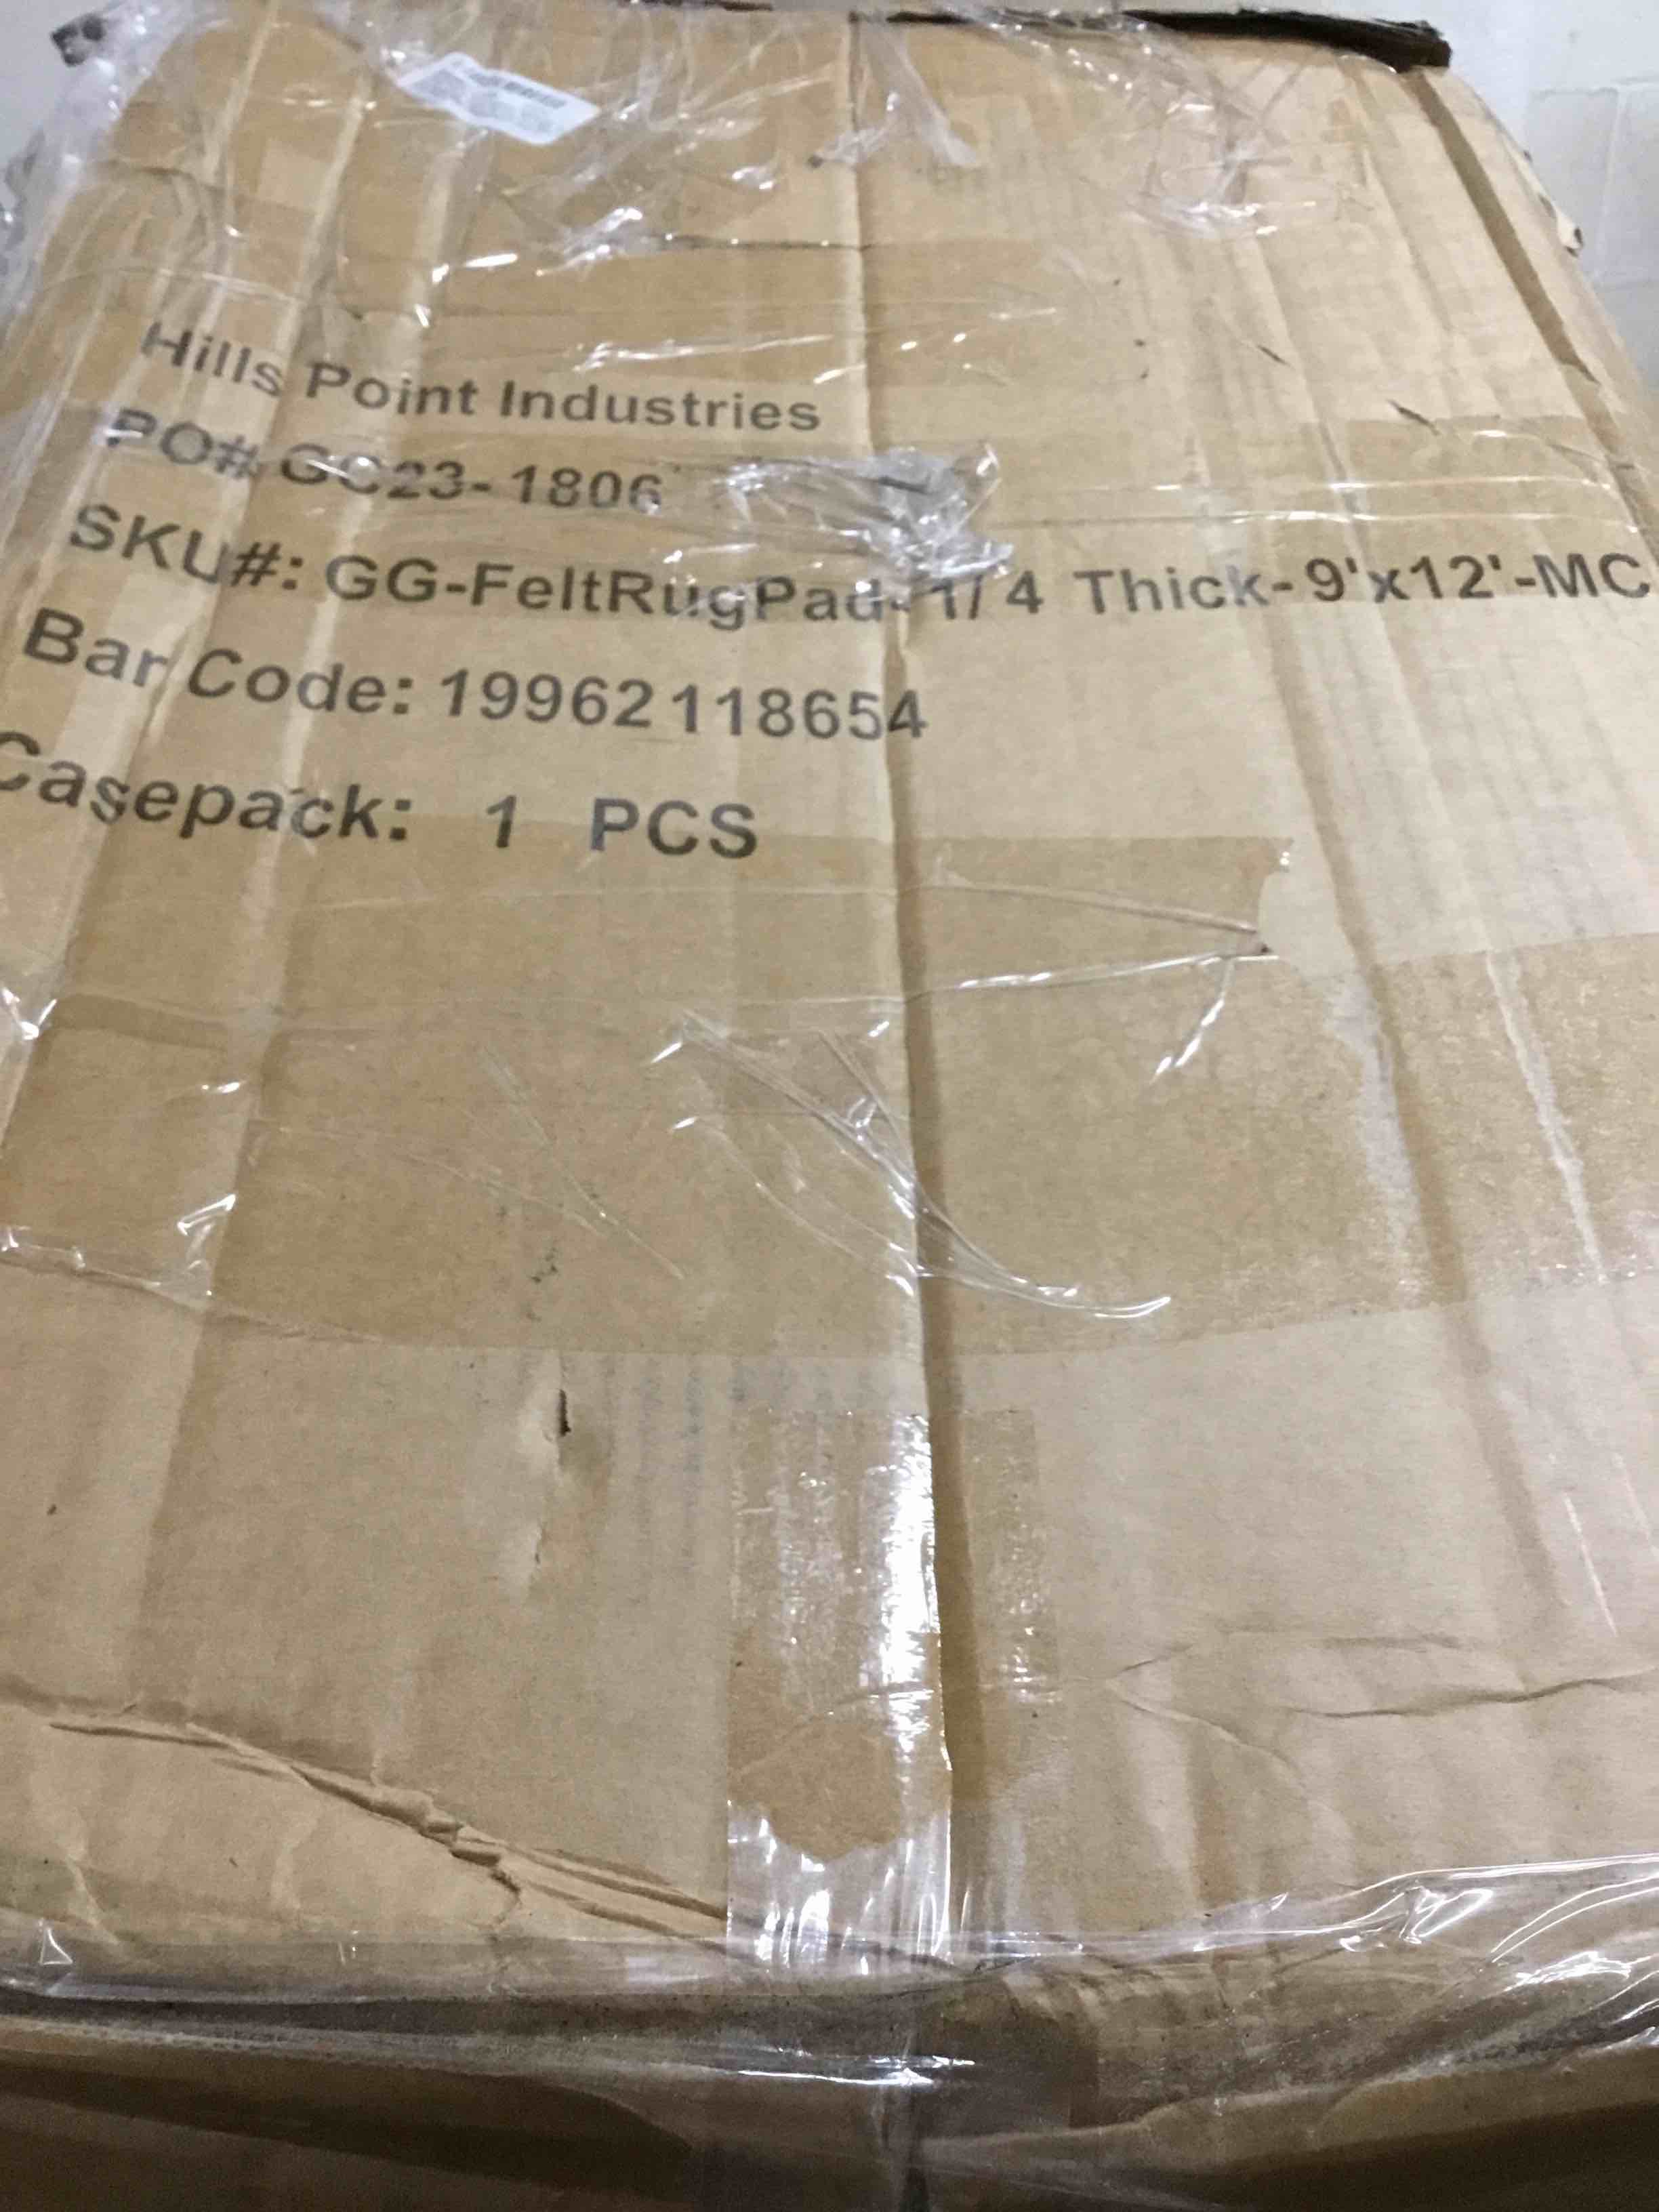 Hills Point Industries
PO#: GC23-1806
SKU#: GG-FeltRugPad-1/4 Thick-9'x12'-MC
Bar Code: 19962118654
Casepack: 1 PCS